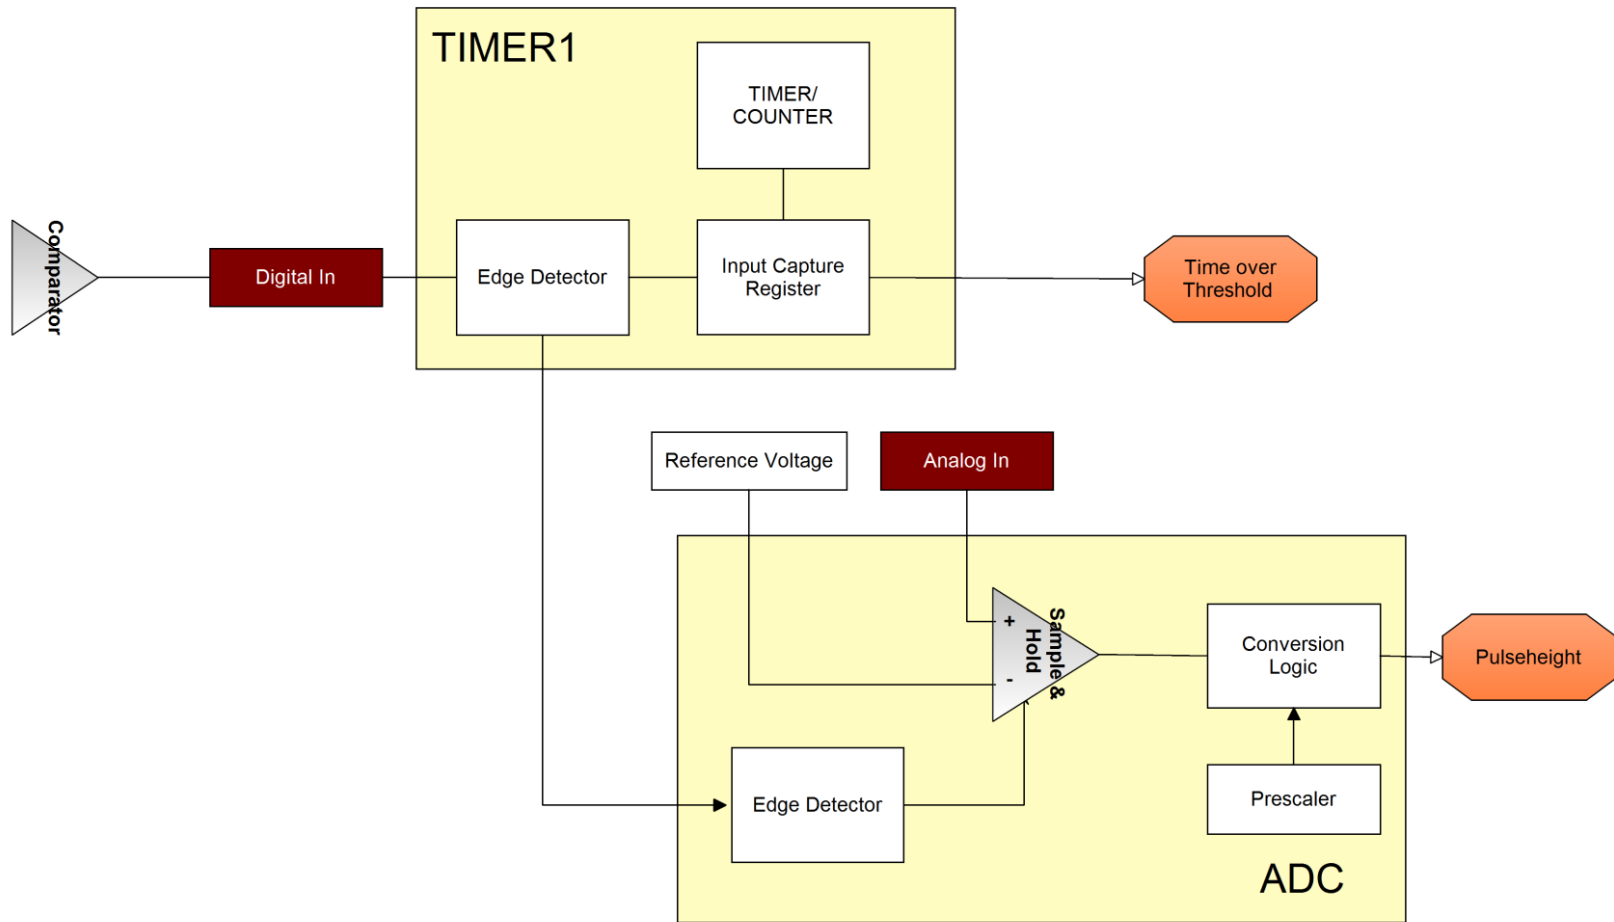 TIMER1
TIMER/
COUNTER
Comparator
Digital In
Edge Detector
Input Capture
Register
Time over
Threshold
Reference Voltage
Analog In
+
-
Sample &
Hold
Conversion
Logic
Pulseheight
Edge Detector
Prescaler
ADC